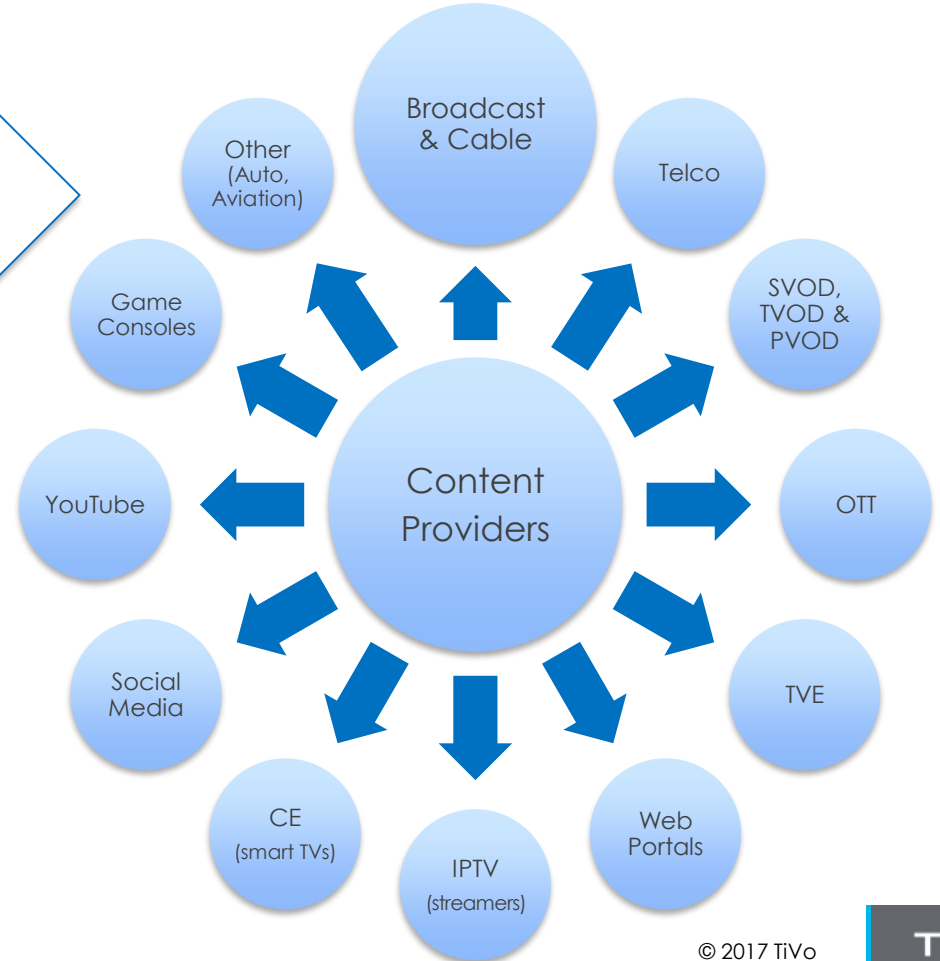 Broadcast
& Cable
Telco
SVOD,
TVOD &
PVOD
OTT
TVE
Web
Portals
IPTV
(streamers)
CE
(smart TVs)
Social
Media
YouTube
Game
Consoles
Other
(Auto,
Aviation)
Content
Providers
© 2017 TiVo